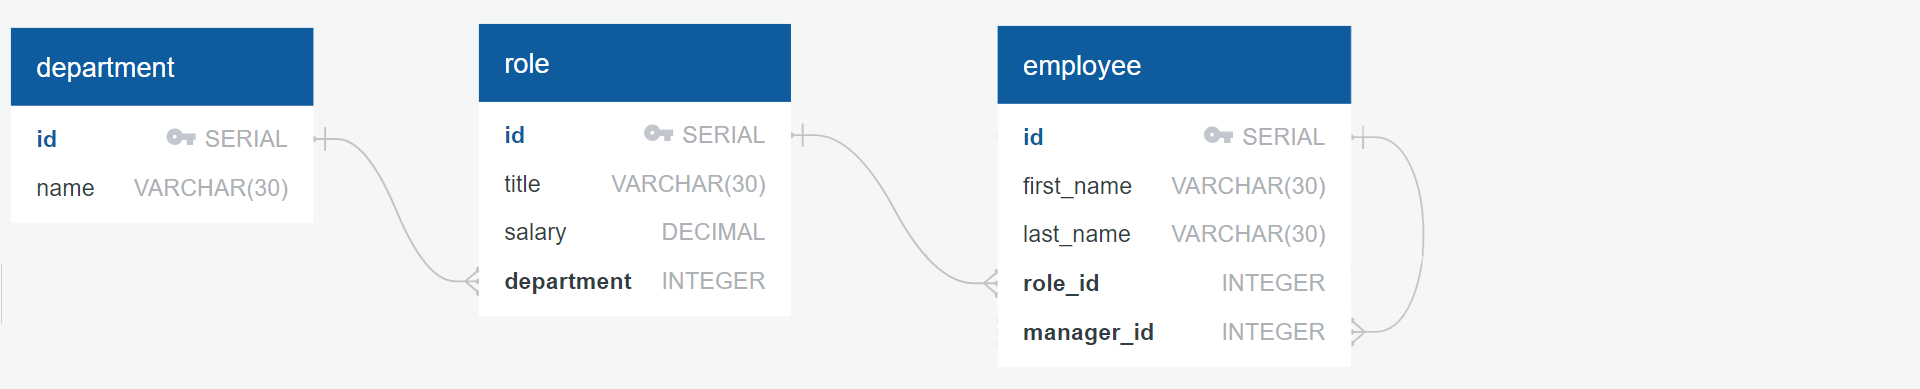 department
id SERIAL
name VARCHAR(30)
role
id SERIAL
title VARCHAR(30)
salary DECIMAL
department INTEGER
employee
id SERIAL
first_name VARCHAR(30)
last_name VARCHAR(30)
role_id INTEGER
manager_id INTEGER